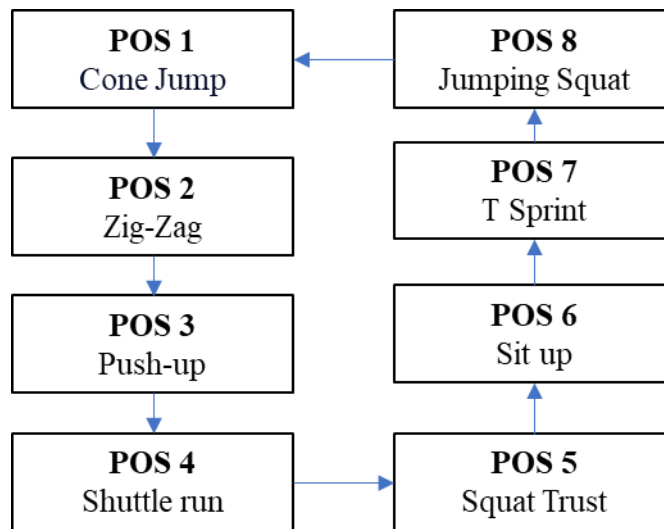 POS 1
Cone Jump
POS 2
Zig-Zag
POS 3
Push-up
POS 4
Shuttle run
POS 5
Squat Trust
POS 6
Sit up
POS 7
T Sprint
POS 8
Jumping Squat